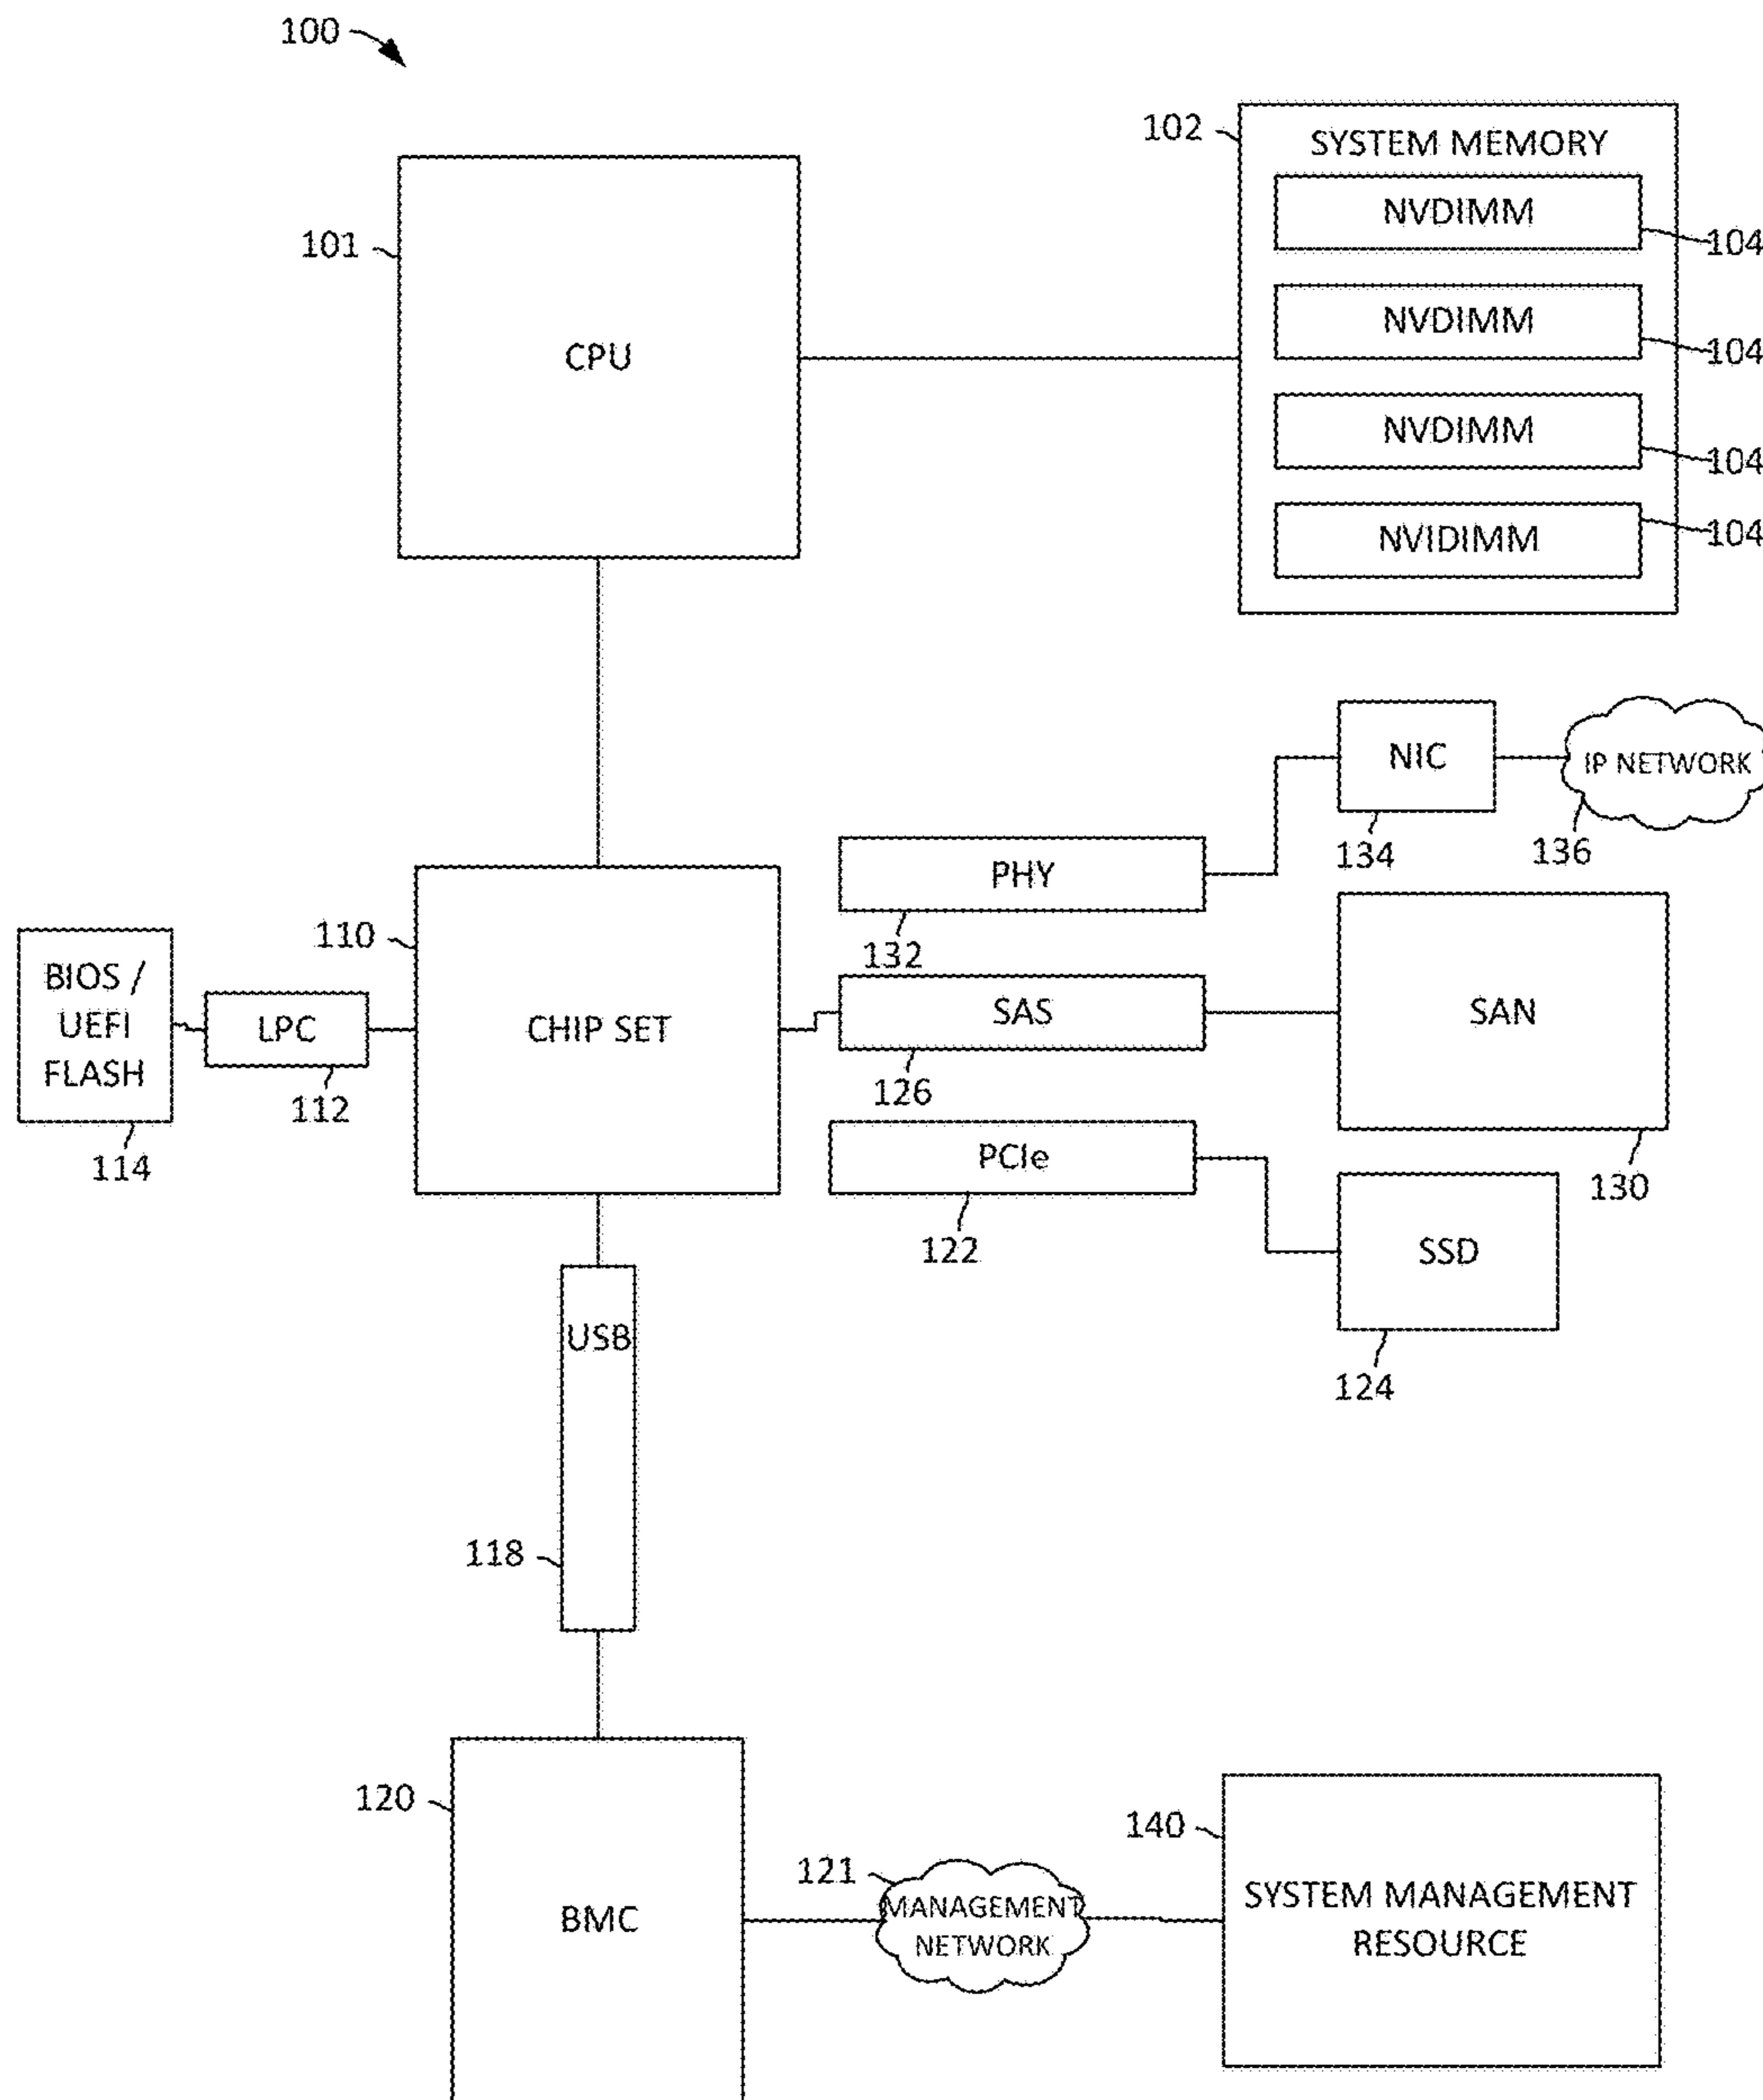 100
102
SYSTEM MEMORY
NVDIMM
104
101
CPU
NVDIMM
104
NVDIMM
104
NVIDIMM
104
NIC
IP NETWORK
134
136
PHY
132
110
BIOS /
UEFI
FLASH
114
LPC
112
CHIP SET
SAS
126
SAN
130
PCIe
122
SSD
124
USB
118
120
BMC
121
MANAGEMENT
NETWORK
140
SYSTEM MANAGEMENT
RESOURCE